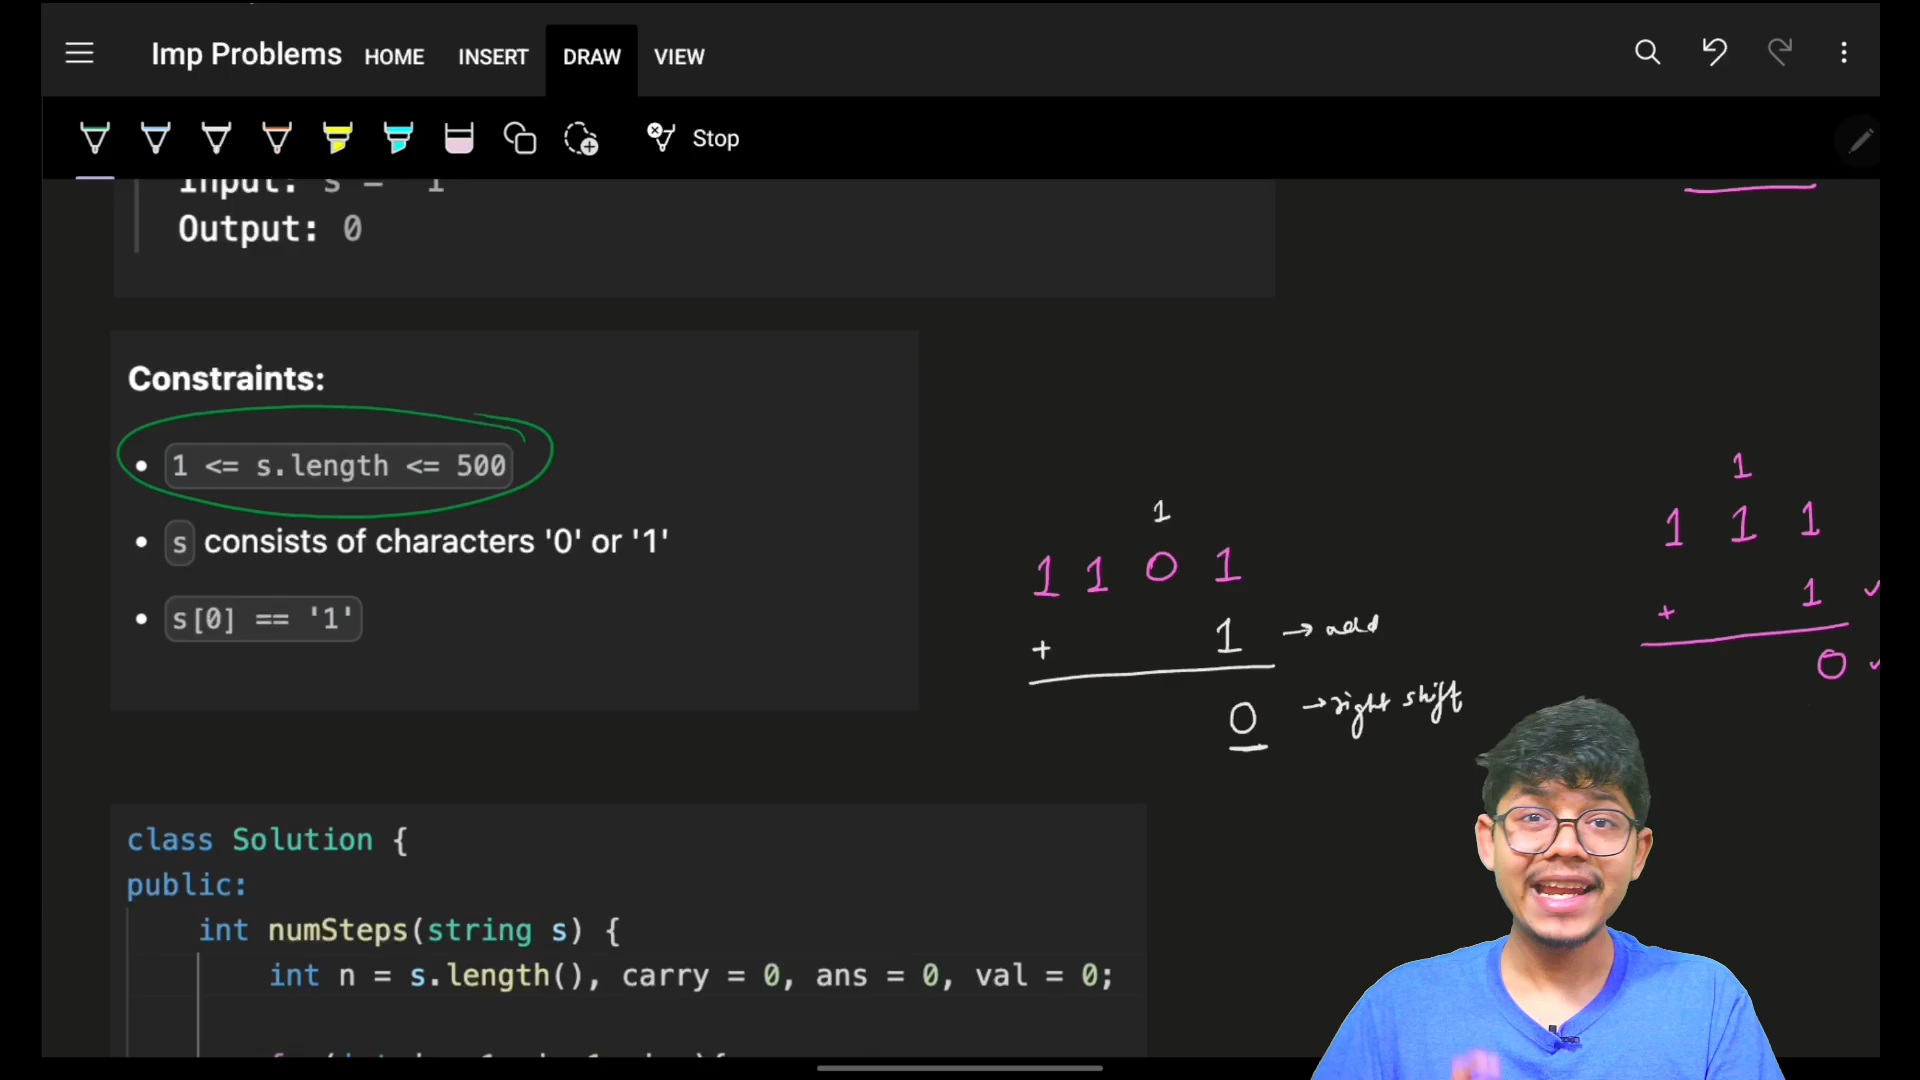 Imp Problems HOME INSERT DRAW VIEW
Stop
Input: s = 1
Output: 0
Constraints:
1 <= s.length <= 500
s consists of characters '0' or '1'
s[0] == '1'
1
1 1 0 1
+ 1 → add
0 → right shift
1
1 1 1
+ 1
0
class Solution {
public:
int numSteps(string s) {
int n = s.length(), carry = 0, ans = 0, val = 0;